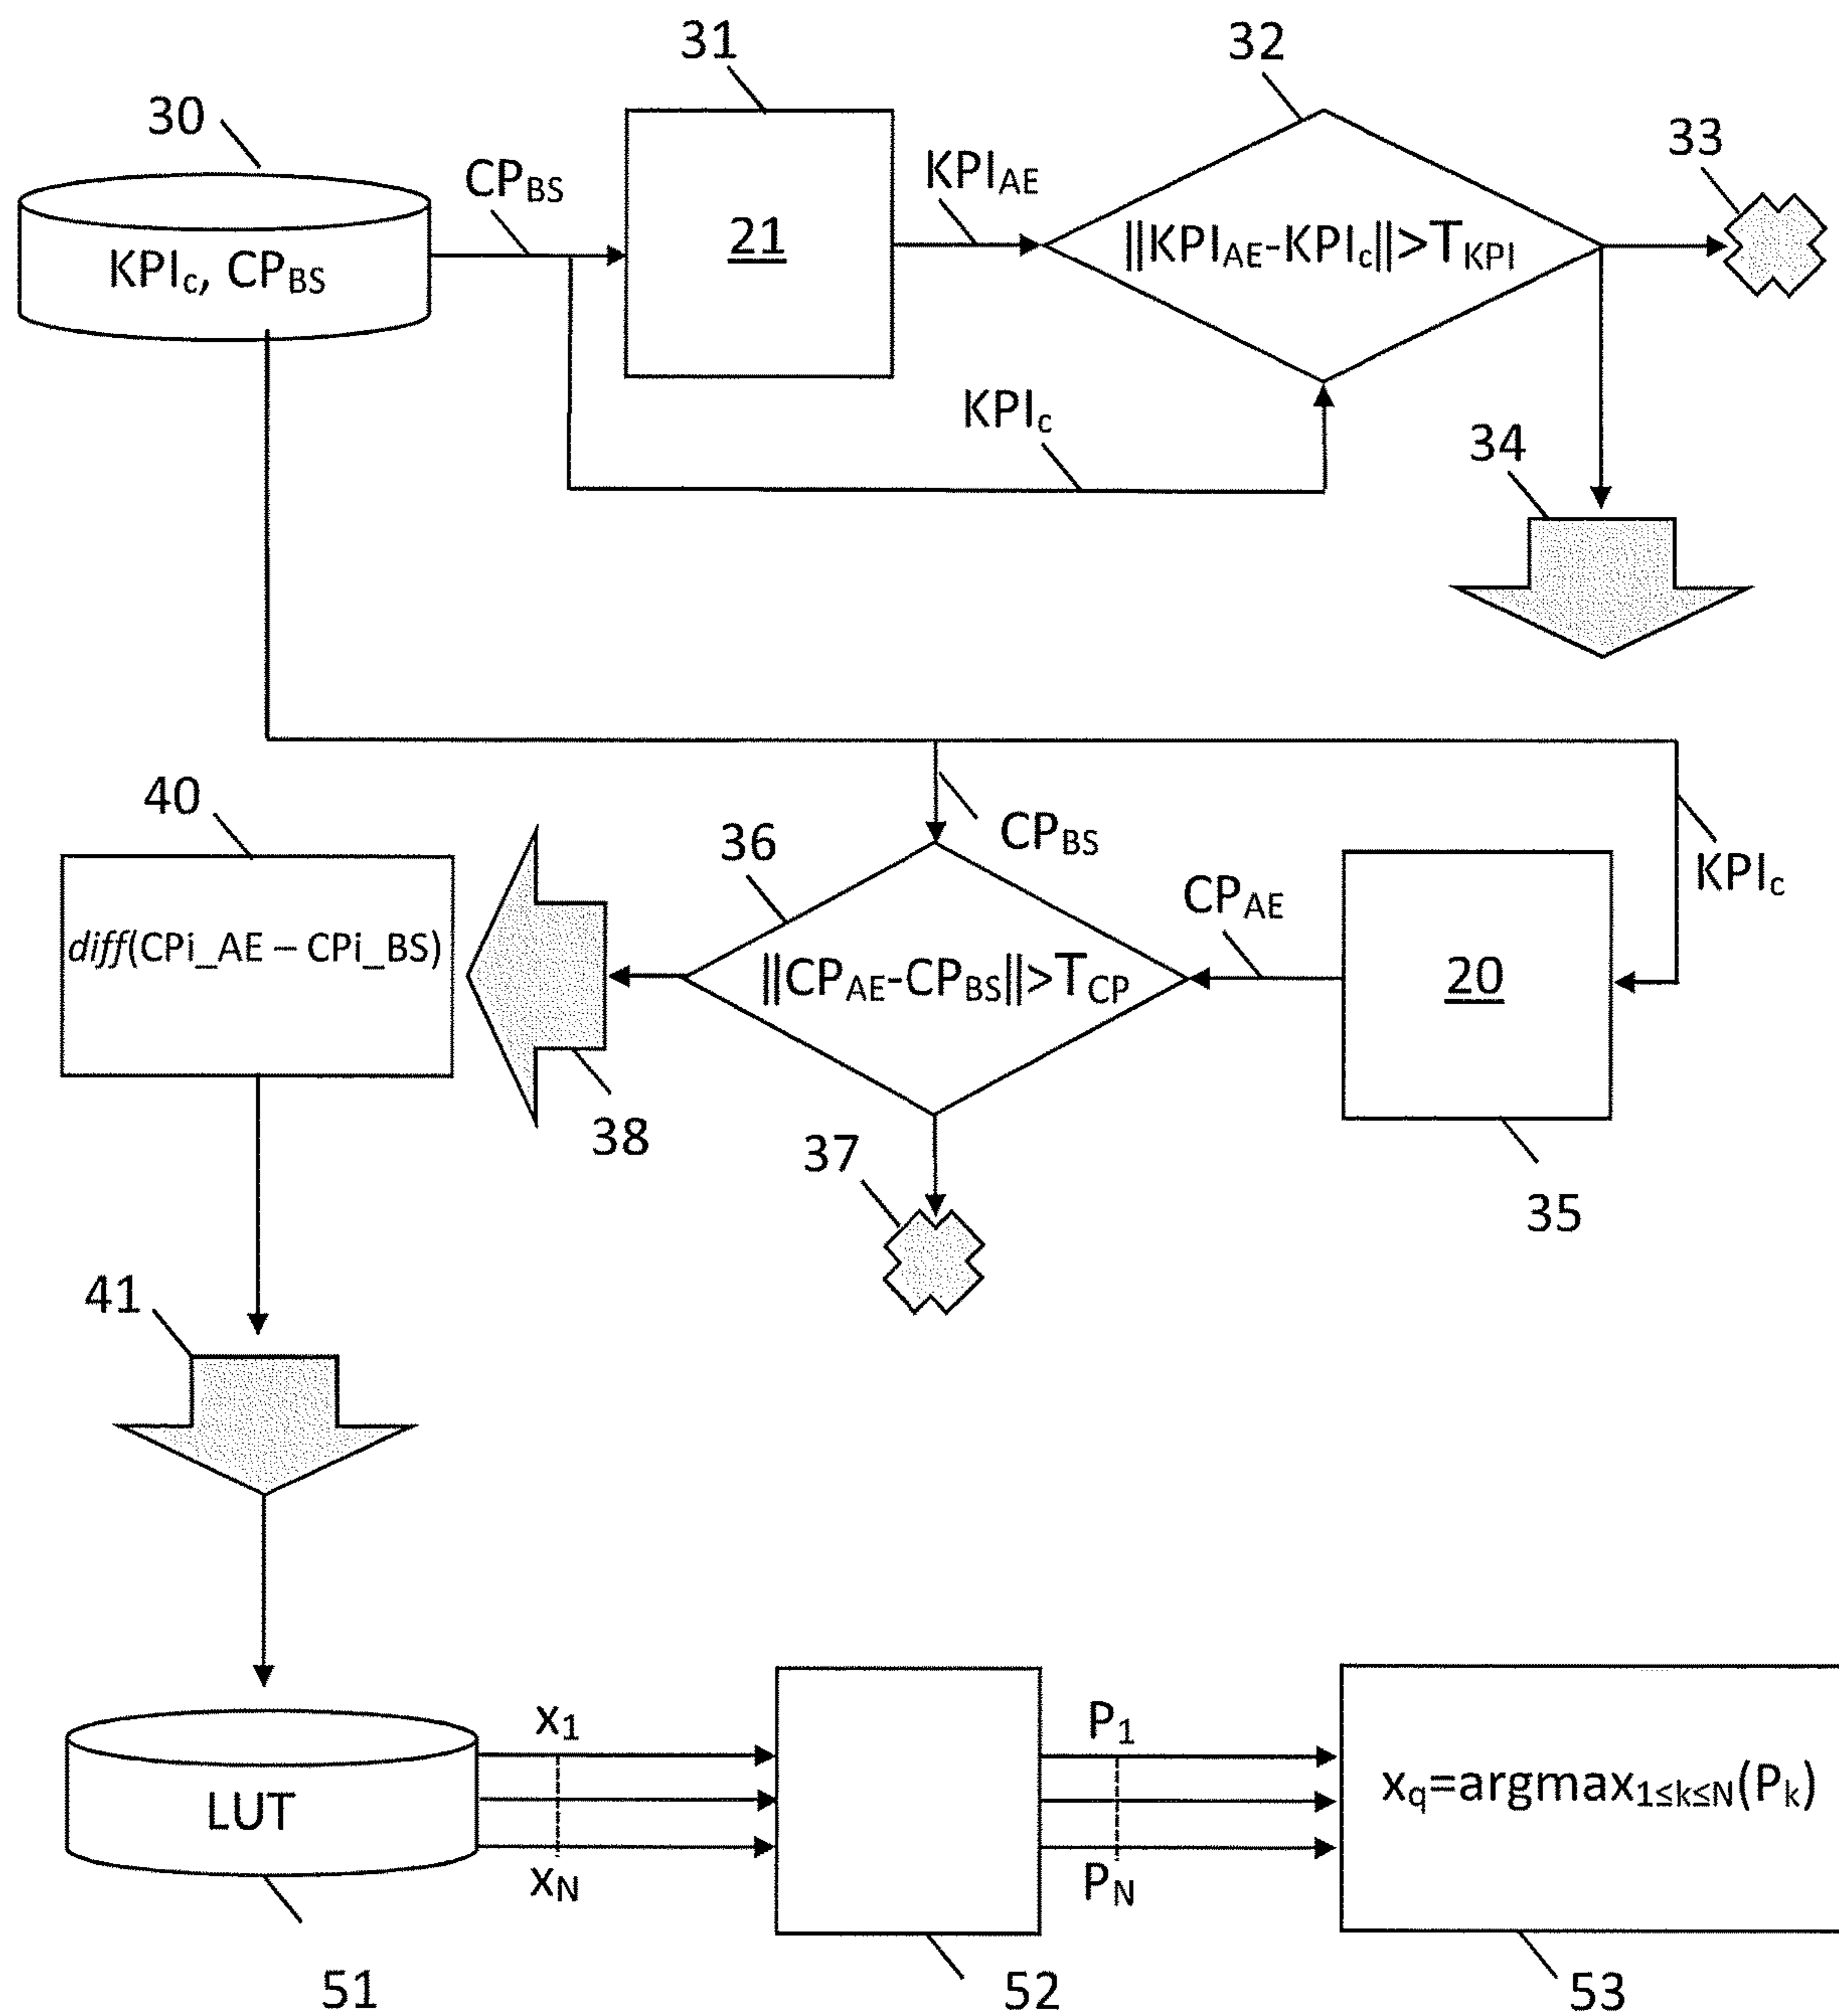 31
32
30
33
CP_BS
KPI_AE
KPI_c, CP_BS
21
||KPI_AE-KPI_c||>T_KPI
KPI_c
34
40
36
CP_BS
CP_AE
KPI_c
diff(CPi_AE – CPi_BS)
||CP_AE-CP_BS||>T_CP
20
38
37
35
41
x_1
P_1
LUT
x_q=argmax_1≤k≤N(P_k)
x_N
P_N
51
52
53